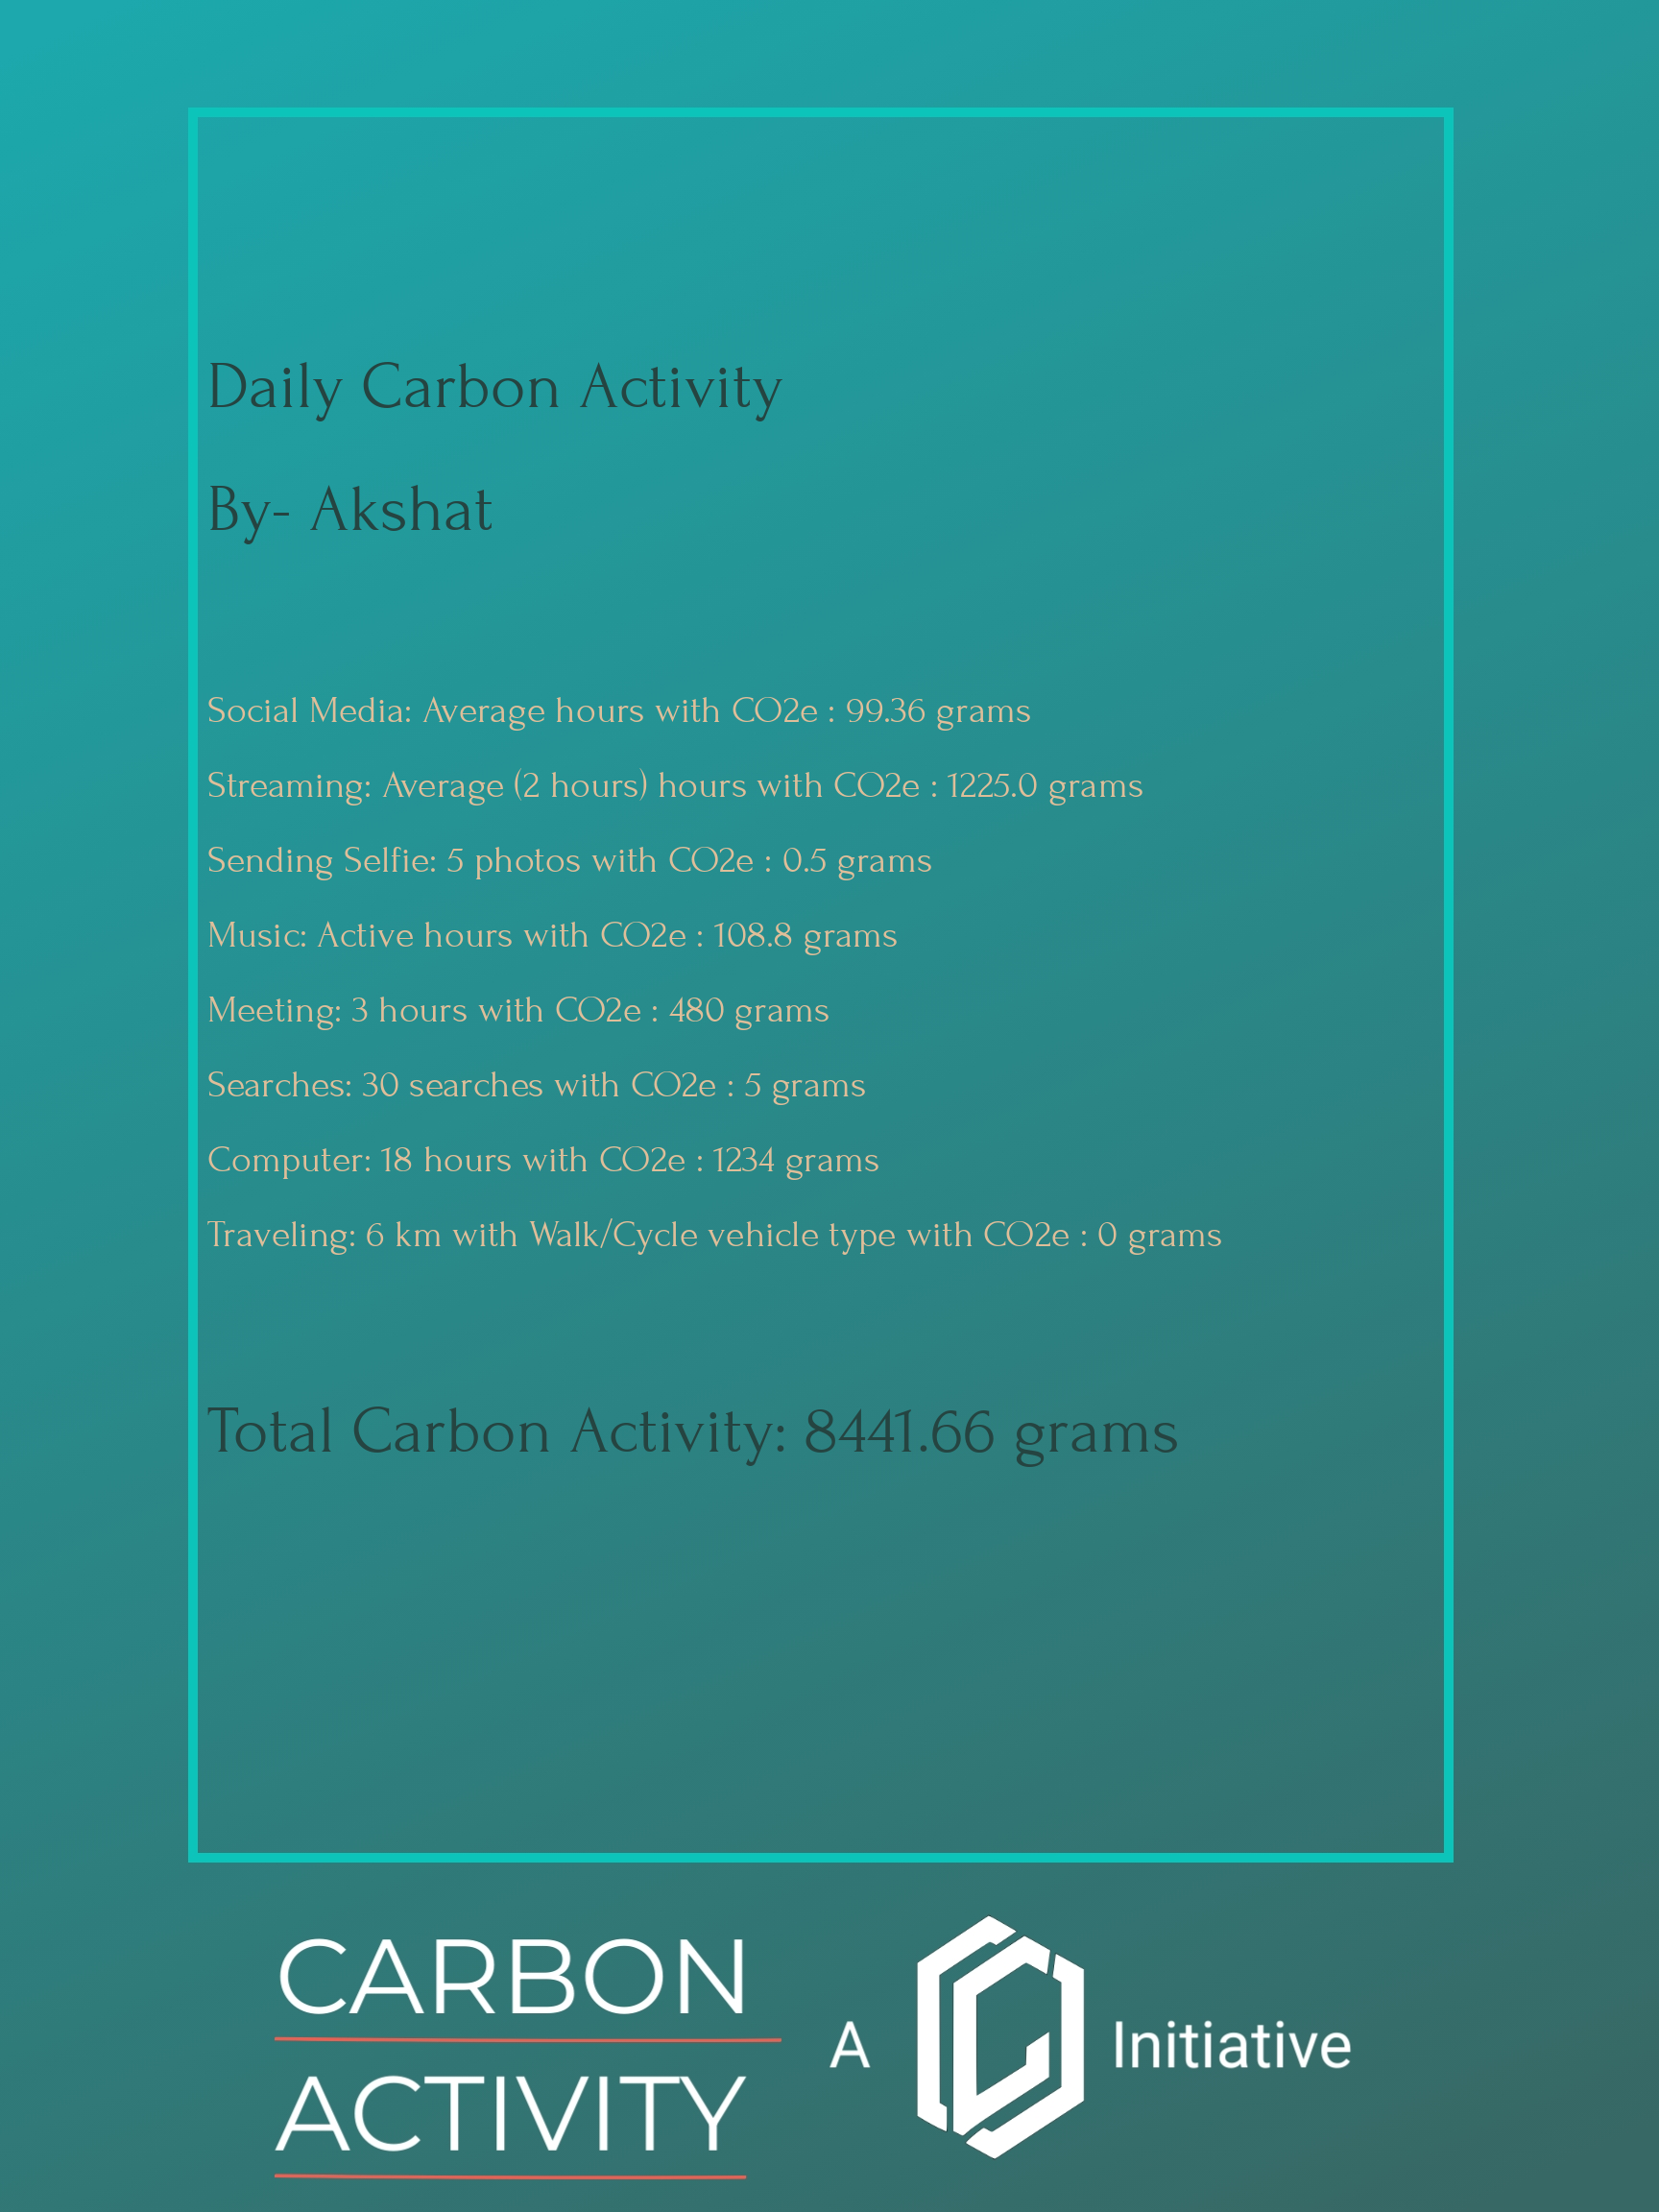 Daily Carbon Activity
By- Akshat
Social Media: Average hours with CO2e : 99.36 grams
Streaming: Average (2 hours) hours with CO2e : 1225.0 grams
Sending Selfie: 5 photos with CO2e : 0.5 grams
Music: Active hours with CO2e : 108.8 grams
Meeting: 3 hours with CO2e : 480 grams
Searches: 30 searches with CO2e : 5 grams
Computer: 18 hours with CO2e : 1234 grams
Traveling: 6 km with Walk/Cycle vehicle type with CO2e : 0 grams
Total Carbon Activity: 8441.66 grams
CARBON
ACTIVITY
A Initiative